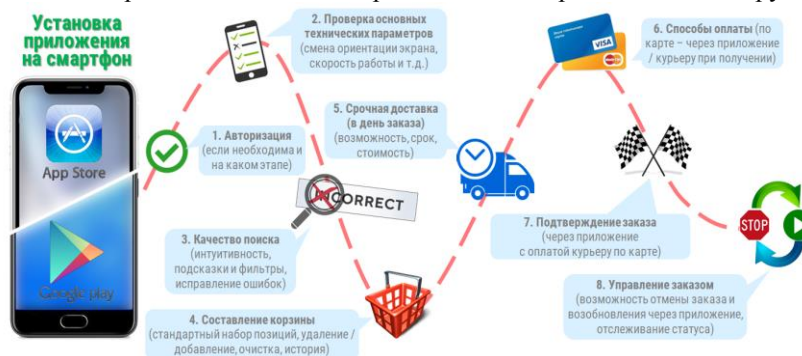 Установка
приложения
на смартфон
App Store
Google play
1. Авторизация
(если необходима и
на каком этапе)
2. Проверка основных
технических параметров
(смена ориентации экрана,
скорость работы и т.д.)
INCORRECT
3. Качество поиска
(интуитивность,
подсказки и фильтры,
исправление ошибок)
4. Составление корзины
(стандартный набор позиций, удаление /
добавление, очистка, история)
5. Срочная доставка
(в день заказа)
(возможность, срок,
стоимость)
VISA
6. Способы оплаты (по
карте – через приложение
/ курьеру при получении)
7. Подтверждение заказа
(через приложение
с оплатой курьеру по карте)
STOP
8. Управление заказом
(возможность отмены заказа и
возобновления через приложение,
отслеживание статуса)